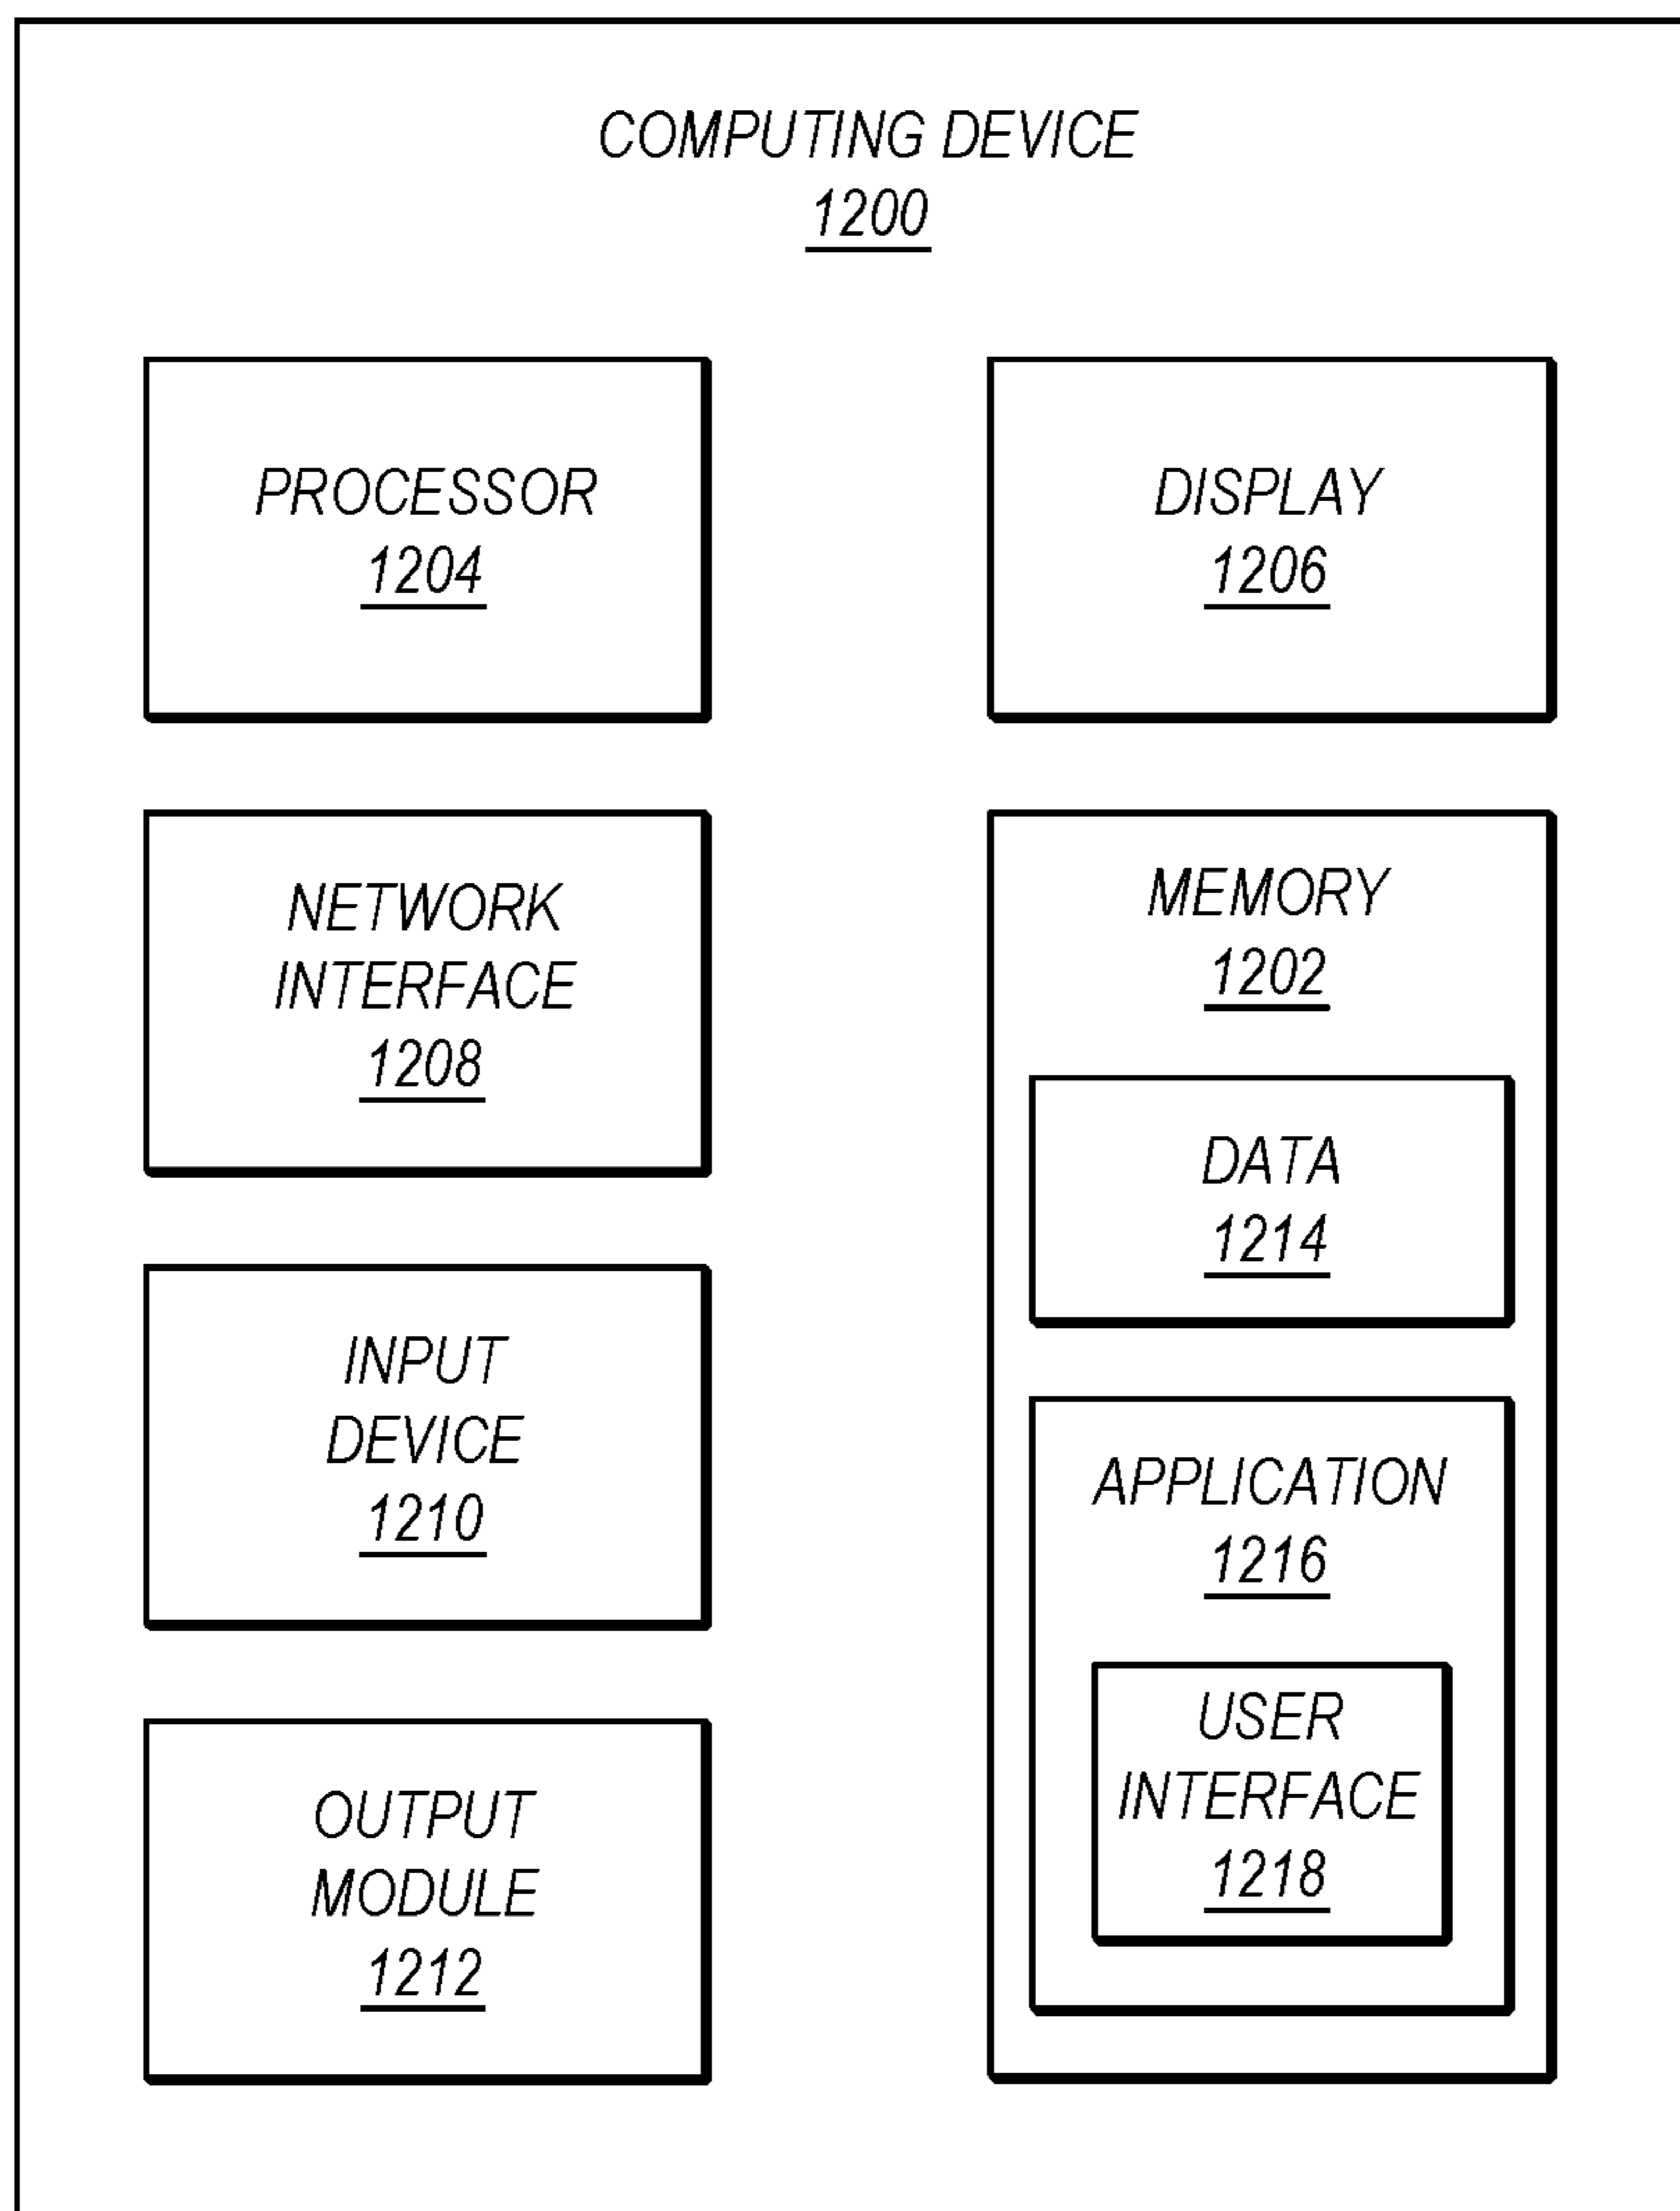 COMPUTING DEVICE
1200
PROCESSOR
1204
DISPLAY
1206
NETWORK
INTERFACE
1208
MEMORY
1202
DATA
1214
INPUT
DEVICE
1210
APPLICATION
1216
USER
INTERFACE
1218
OUTPUT
MODULE
1212